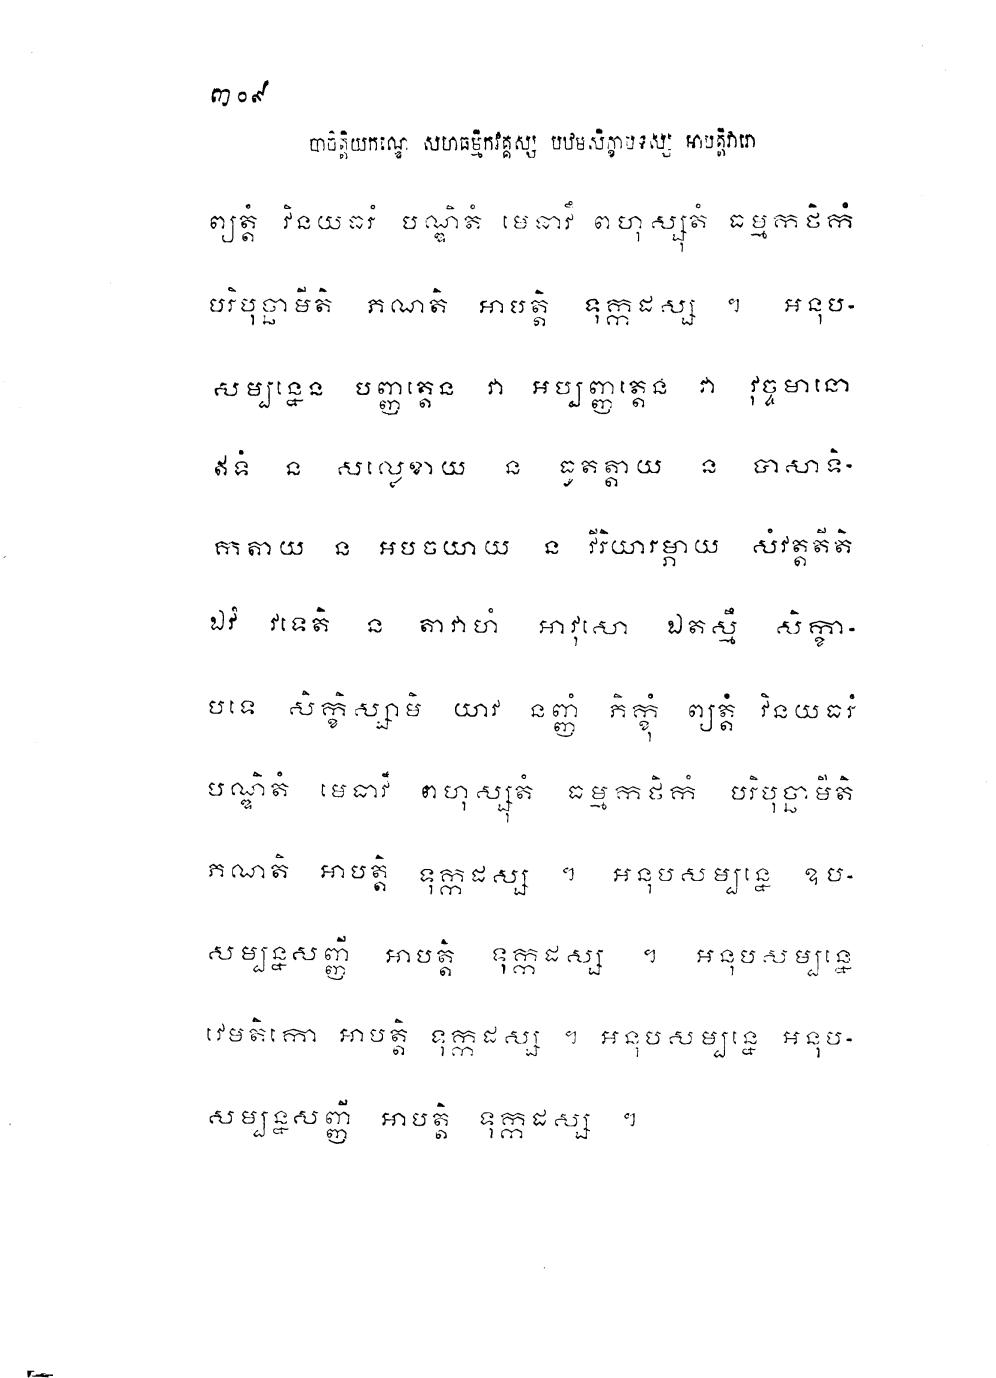 ៣០៩
បាចិត្តិយកណ្ឌេ សហធម្មិកវគ្គស្ស បឋមសិក្ខាបទស្ស អាបត្តិវារោ
ព្យត្តំ វិនយធរំ បណ្ឌិតំ មេធាវឹ ពហុស្សុតំ ធម្មកថិកំ
បរិបុច្ឆាមីតិ ភណតិ អាបត្តិ ទុក្កដស្ស ។ អនុប-
សម្បន្នេន បញ្ញត្តេន វា អប្បញ្ញត្តេន វា វុច្ចមានោ
ឥទំ ន សល្លេខាយ ន ធូតត្តាយ ន បាសាទិ-
កតាយ ន អបចយាយ ន វីរិយារម្ភាយ សំវត្តតីតិ
ឯវំ វទេតិ ន តាវាហំ អាវុសោ ឯតស្មឹ សិក្ខា-
បទេ សិក្ខិស្សាមិ យាវ នញ្ញំ ភិក្ខុំ ព្យត្តំ វិនយធរំ
បណ្ឌិតំ មេធាវឹ ពហុស្សុតំ ធម្មកថិកំ បរិបុច្ឆាមីតិ
ភណតិ អាបត្តិ ទុក្កដស្ស ។ អនុបសម្បន្នេ ឧប-
សម្បន្នសញ្ញី អាបត្តិ ទុក្កដស្ស ។ អនុបសម្បន្នេ
វេមតិកោ អាបត្តិ ទុក្កដស្ស ។ អនុបសម្បន្នេ អនុប-
សម្បន្នសញ្ញី អាបត្តិ ទុក្កដស្ស ។